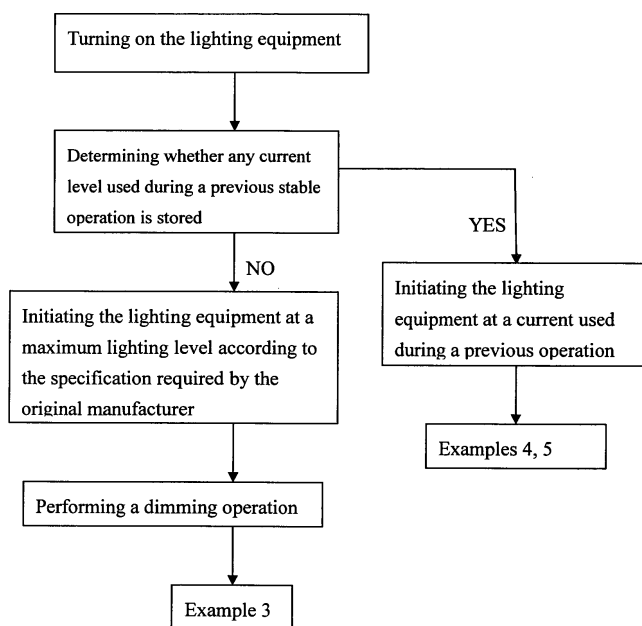 Turning on the lighting equipment
Determining whether any current
level used during a previous stable
operation is stored
YES
NO
Initiating the lighting
equipment at a current used
during a previous operation
Initiating the lighting equipment at a
maximum lighting level according to
the specification required by the
original manufacturer
Examples 4, 5
Performing a dimming operation
Example 3